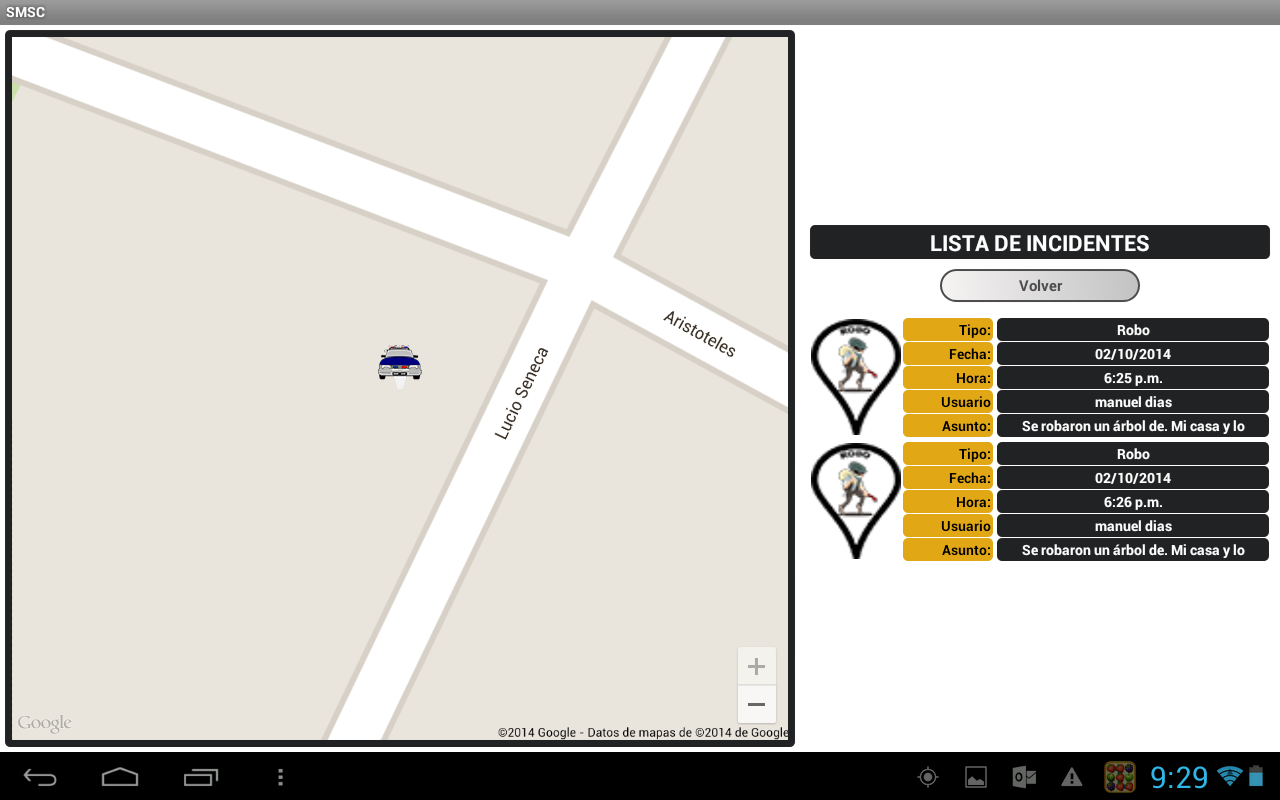 SMSC
Aristoteles
Lucio Seneca
Google
©2014 Google - Datos de mapas de ©2014 de Google
LISTA DE INCIDENTES
Volver
ROBO
Tipo: Robo
Fecha: 02/10/2014
Hora: 6:25 p.m.
Usuario manuel dias
Asunto: Se robaron un árbol de. Mi casa y lo
ROBO
Tipo: Robo
Fecha: 02/10/2014
Hora: 6:26 p.m.
Usuario manuel dias
Asunto: Se robaron un árbol de. Mi casa y lo
9:29